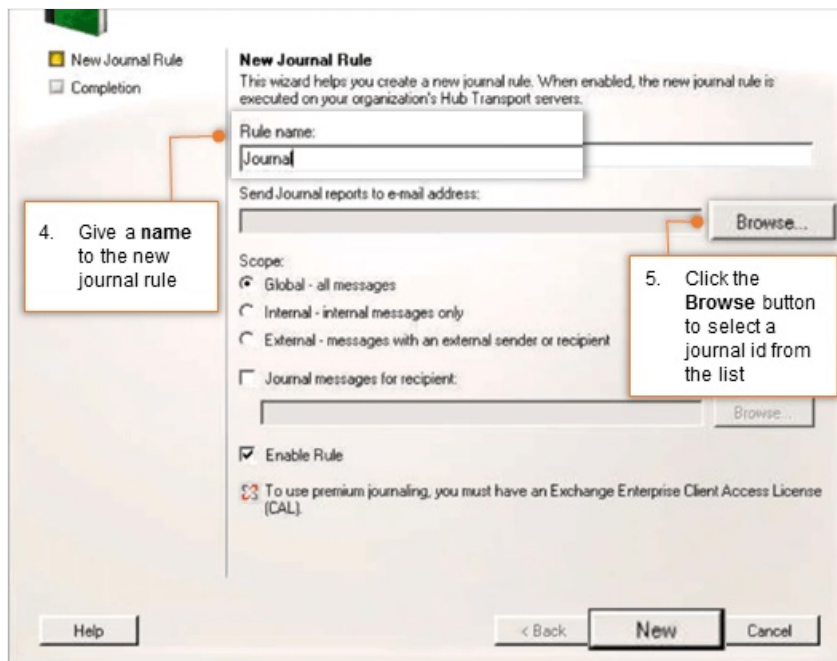 New Journal Rule
Completion
New Journal Rule
This wizard helps you create a new journal rule. When enabled, the new journal rule is
executed on your organization's Hub Transport servers.
Rule name:
Journal
Send Journal reports to e-mail address:
Browse...
4. Give a name
to the new
journal rule
Scope:
Global - all messages
Internal - internal messages only
External - messages with an external sender or recipient
5. Click the
Browse button
to select a
journal id from
the list
Journal messages for recipient:
Browse...
Enable Rule
To use premium journaling, you must have an Exchange Enterprise Client Access License
(CAL).
Help
< Back
New
Cancel